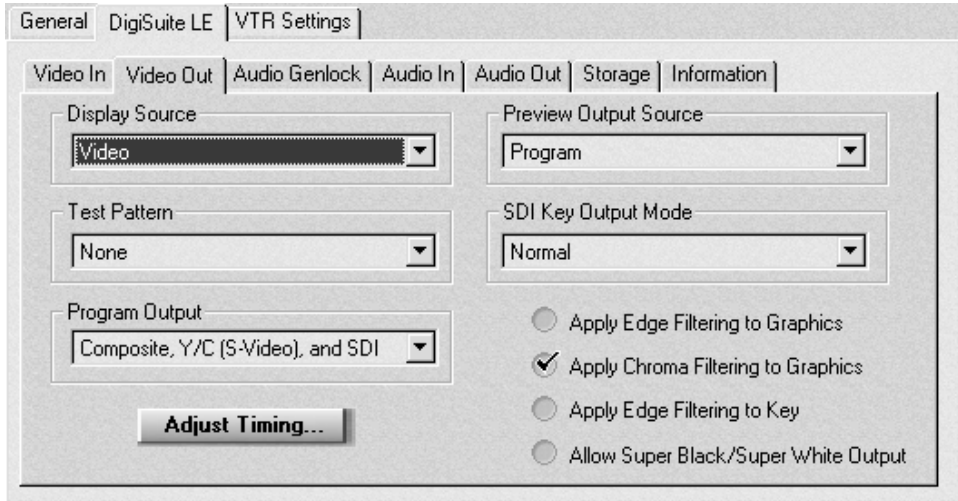 General DigiSuite LE VTR Settings
Video In Video Out Audio Genlock Audio In Audio Out Storage Information
Display Source
Video
Preview Output Source
Program
Test Pattern
None
SDI Key Output Mode
Normal
Program Output
Composite, Y/C (S-Video), and SDI
Adjust Timing...
Apply Edge Filtering to Graphics
Apply Chroma Filtering to Graphics
Apply Edge Filtering to Key
Allow Super Black/Super White Output